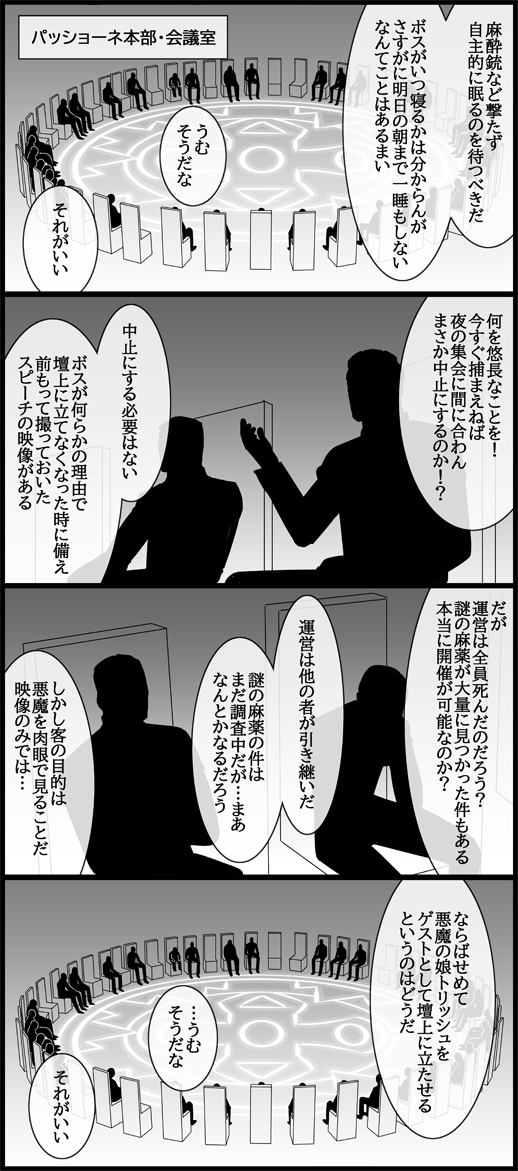 パッショーネ本部・会議室
麻酔銃など撃たず
自主的に眠るのを待つべきだ
ボスがいつ寝るかは分からんが
さすがに明日の朝まで一睡もしない
なんてことはあるまい
うむ
そうだな
それがいい
何を悠長なことを！
今すぐ捕まえねば
夜の集会に間に合わん
まさか中止にするのか！？
中止にする必要はない
ボスが何らかの理由で
壇上に立てなくなった時に備え
前もって撮っておいた
スピーチの映像がある
だが
運営は全員死んだのだろう？
謎の麻薬が大量に見つかった件もある
本当に開催が可能なのか？
運営は他の者が引き継いだ
謎の麻薬の件は
まだ調査中だが…まあ
なんとかなるだろう
しかし客の目的は
悪魔を肉眼で見ることだ
映像のみでは…
ならばせめて
悪魔の娘トリッシュを
ゲストとして壇上に立たせる
というのはどうだ
…うむ
そうだな
それがいい